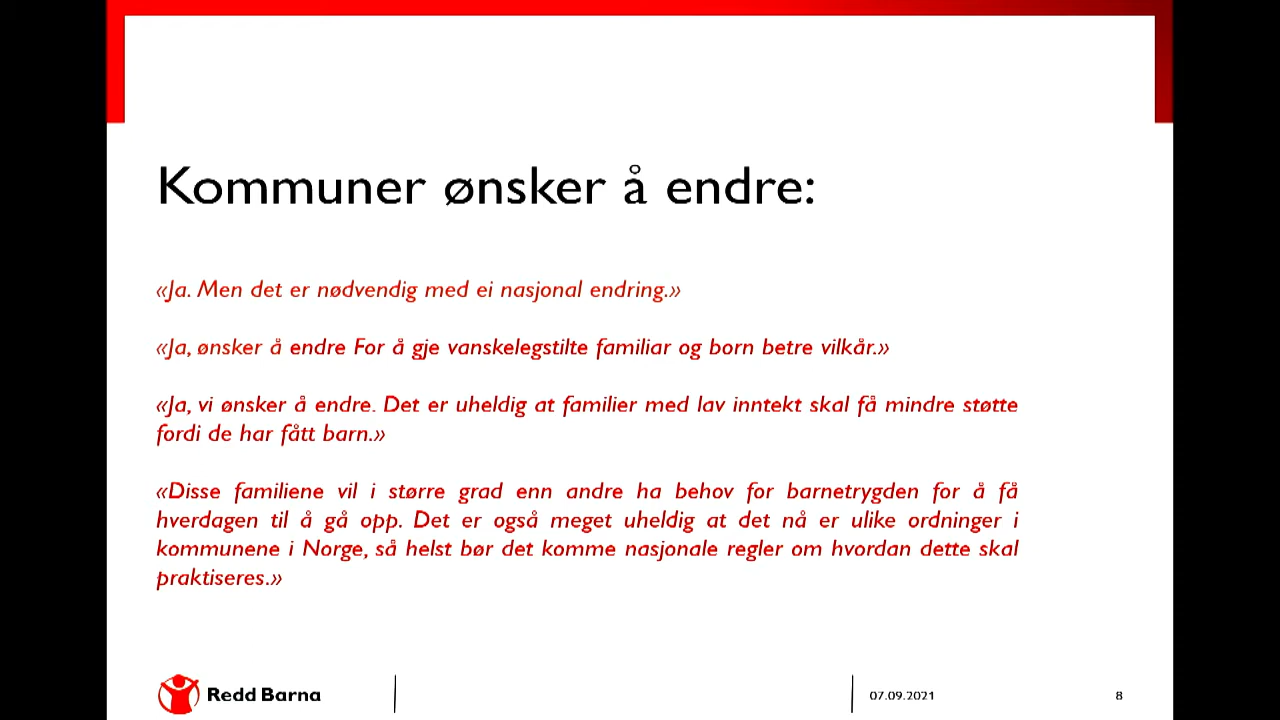 Kommuner ønsker å endre:
«Ja. Men det er nødvendig med ei nasjonal endring.»
«Ja, ønsker å endre For å gje vanskelegstilte familiar og born betre vilkår.»
«Ja, vi ønsker å endre. Det er uheldig at familier med lav inntekt skal få mindre støtte
fordi de har fått barn.»
«Disse familiene vil i større grad enn andre ha behov for barnetrygden for å få
hverdagen til å gå opp. Det er også meget uheldig at det nå er ulike ordninger i
kommunene i Norge, så helst bør det komme nasjonale regler om hvordan dette skal
praktiseres.»
Redd Barna
07.09.2021
8